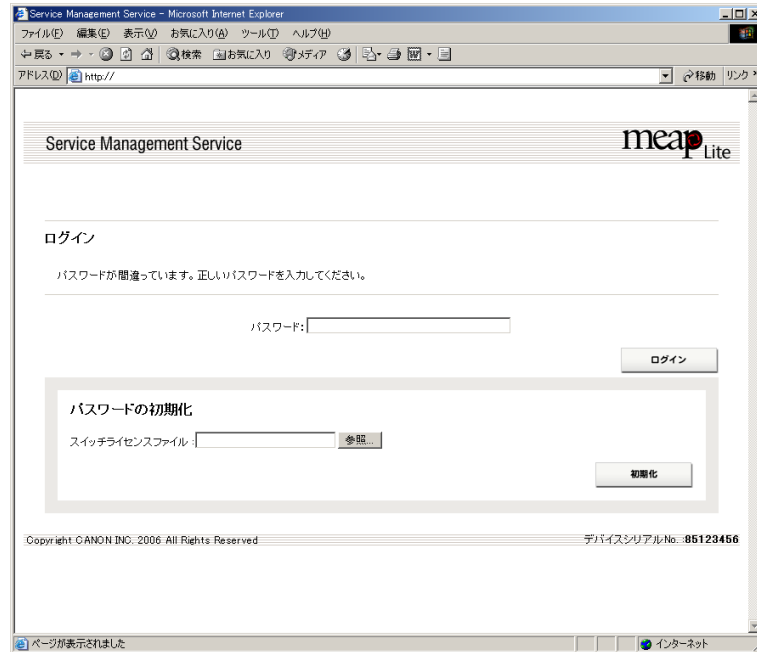 Service Management Service - Microsoft Internet Explorer
ファイル(F) 編集(E) 表示(V) お気に入り(A) ツール(T) ヘルプ(H)
戻る 検索 お気に入り メディア
アドレス(D) http:// 移動 リンク »
Service Management Service
meap Lite
ログイン
パスワードが間違っています。正しいパスワードを入力してください。
パスワード:
ログイン
パスワードの初期化
スイッチライセンスファイル : 参照...
初期化
Copyright CANON INC. 2006 All Rights Reserved デバイスシリアルNo. :85123456
ページが表示されました インターネット